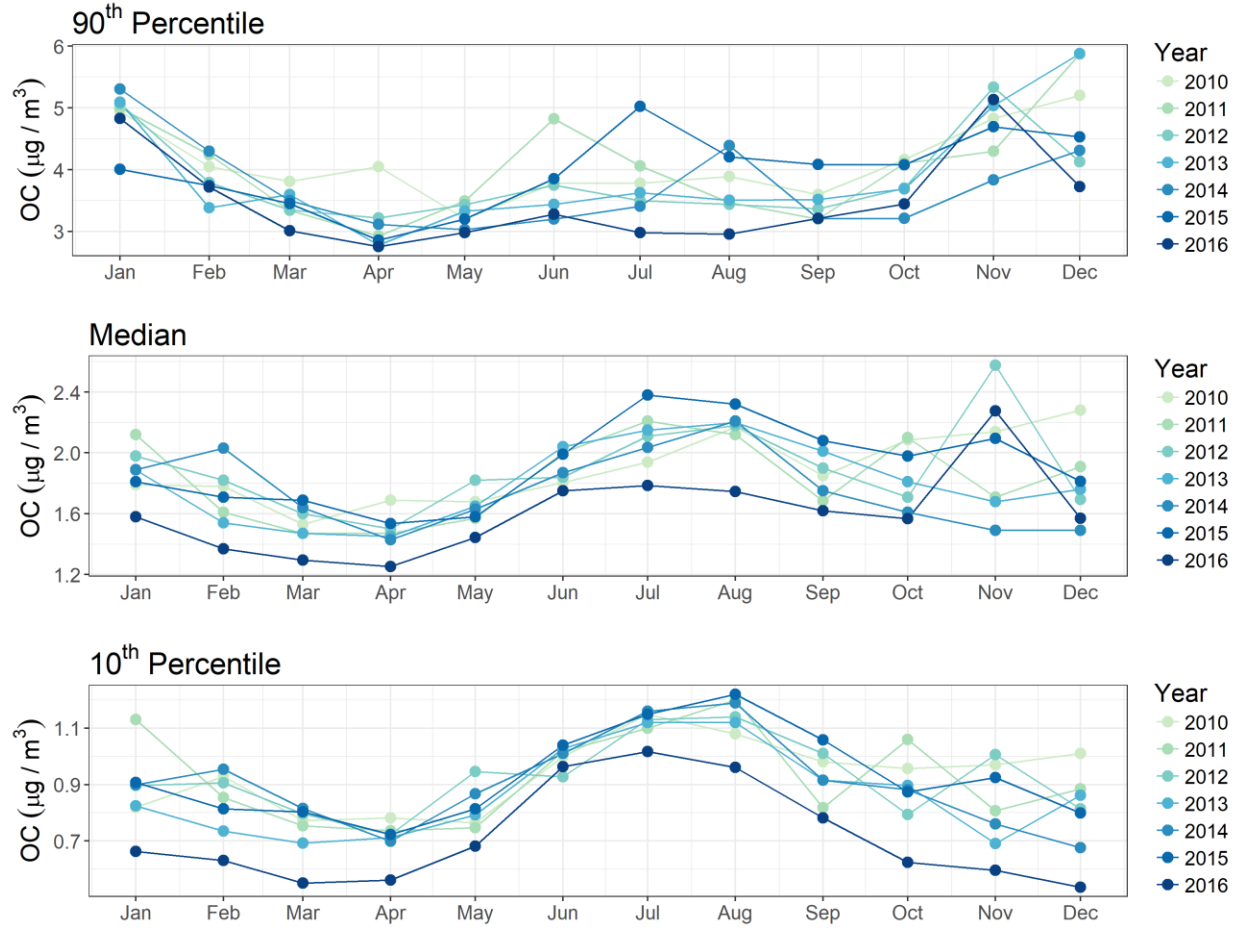 90th Percentile
OC (μg / m3)
6
5
4
3
Jan Feb Mar Apr May Jun Jul Aug Sep Oct Nov Dec
Year
2010
2011
2012
2013
2014
2015
2016
Median
OC (μg / m3)
2.4
2.0
1.6
1.2
Jan Feb Mar Apr May Jun Jul Aug Sep Oct Nov Dec
Year
2010
2011
2012
2013
2014
2015
2016
10th Percentile
OC (μg / m3)
1.1
0.9
0.7
Jan Feb Mar Apr May Jun Jul Aug Sep Oct Nov Dec
Year
2010
2011
2012
2013
2014
2015
2016